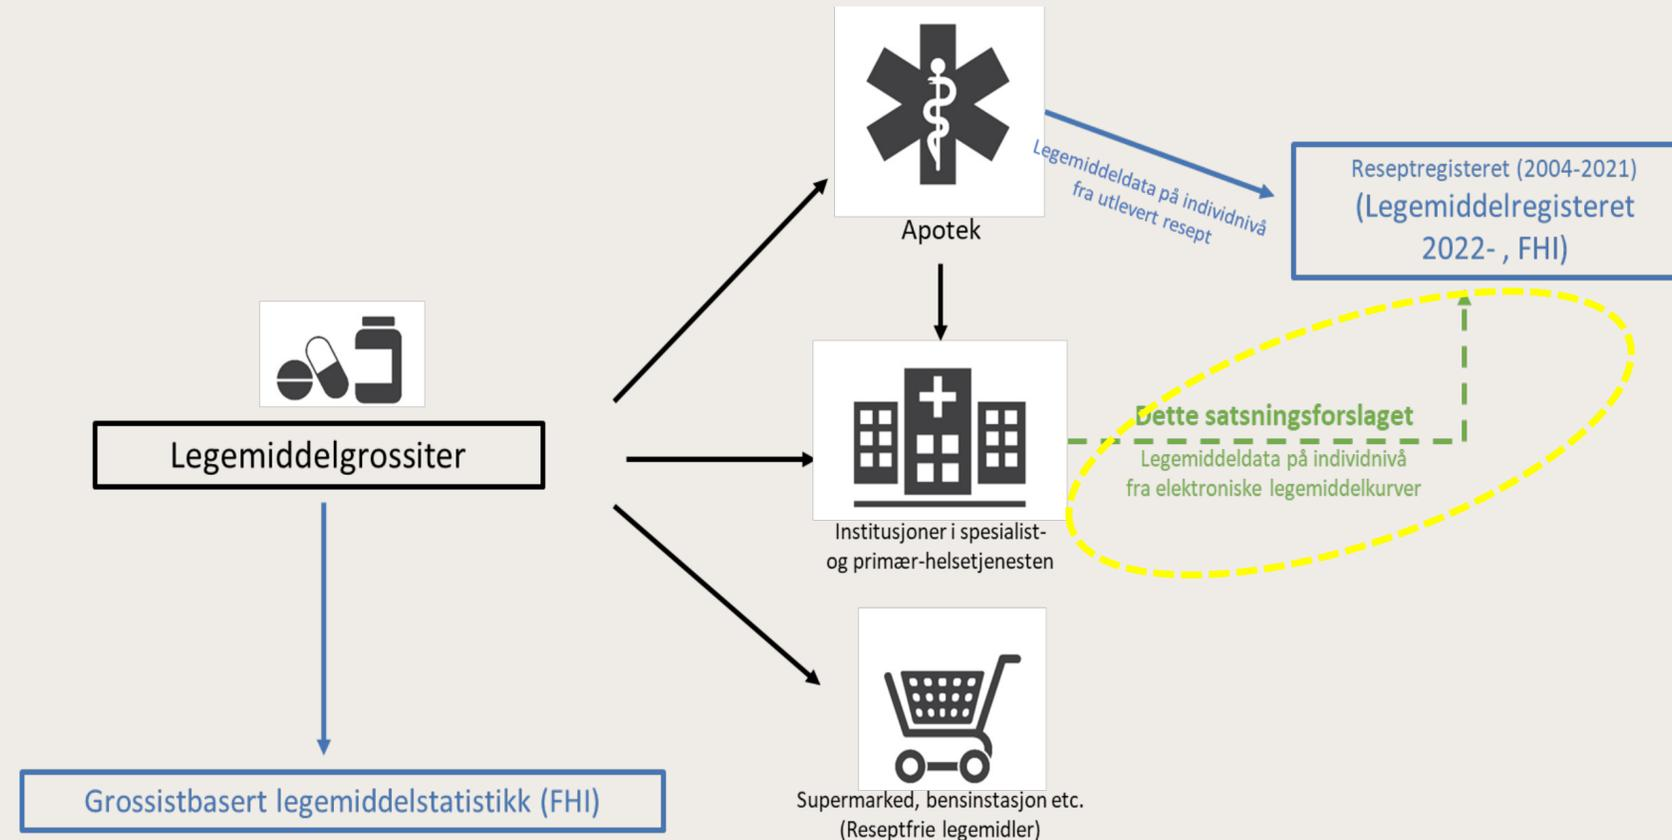 Apotek
Legemiddeldata på individnivå
fra utlevert resept
Reseptregisteret (2004-2021)
(Legemiddelregisteret
2022- , FHI)
Legemiddelgrossiter
Dette satsningsforslaget
Legemiddeldata på individnivå
fra elektroniske legemiddelkurver
Institusjoner i spesialist-
og primær-helsetjenesten
Grossistbasert legemiddelstatistikk (FHI)
Supermarked, bensinstasjon etc.
(Reseptfrie legemidler)